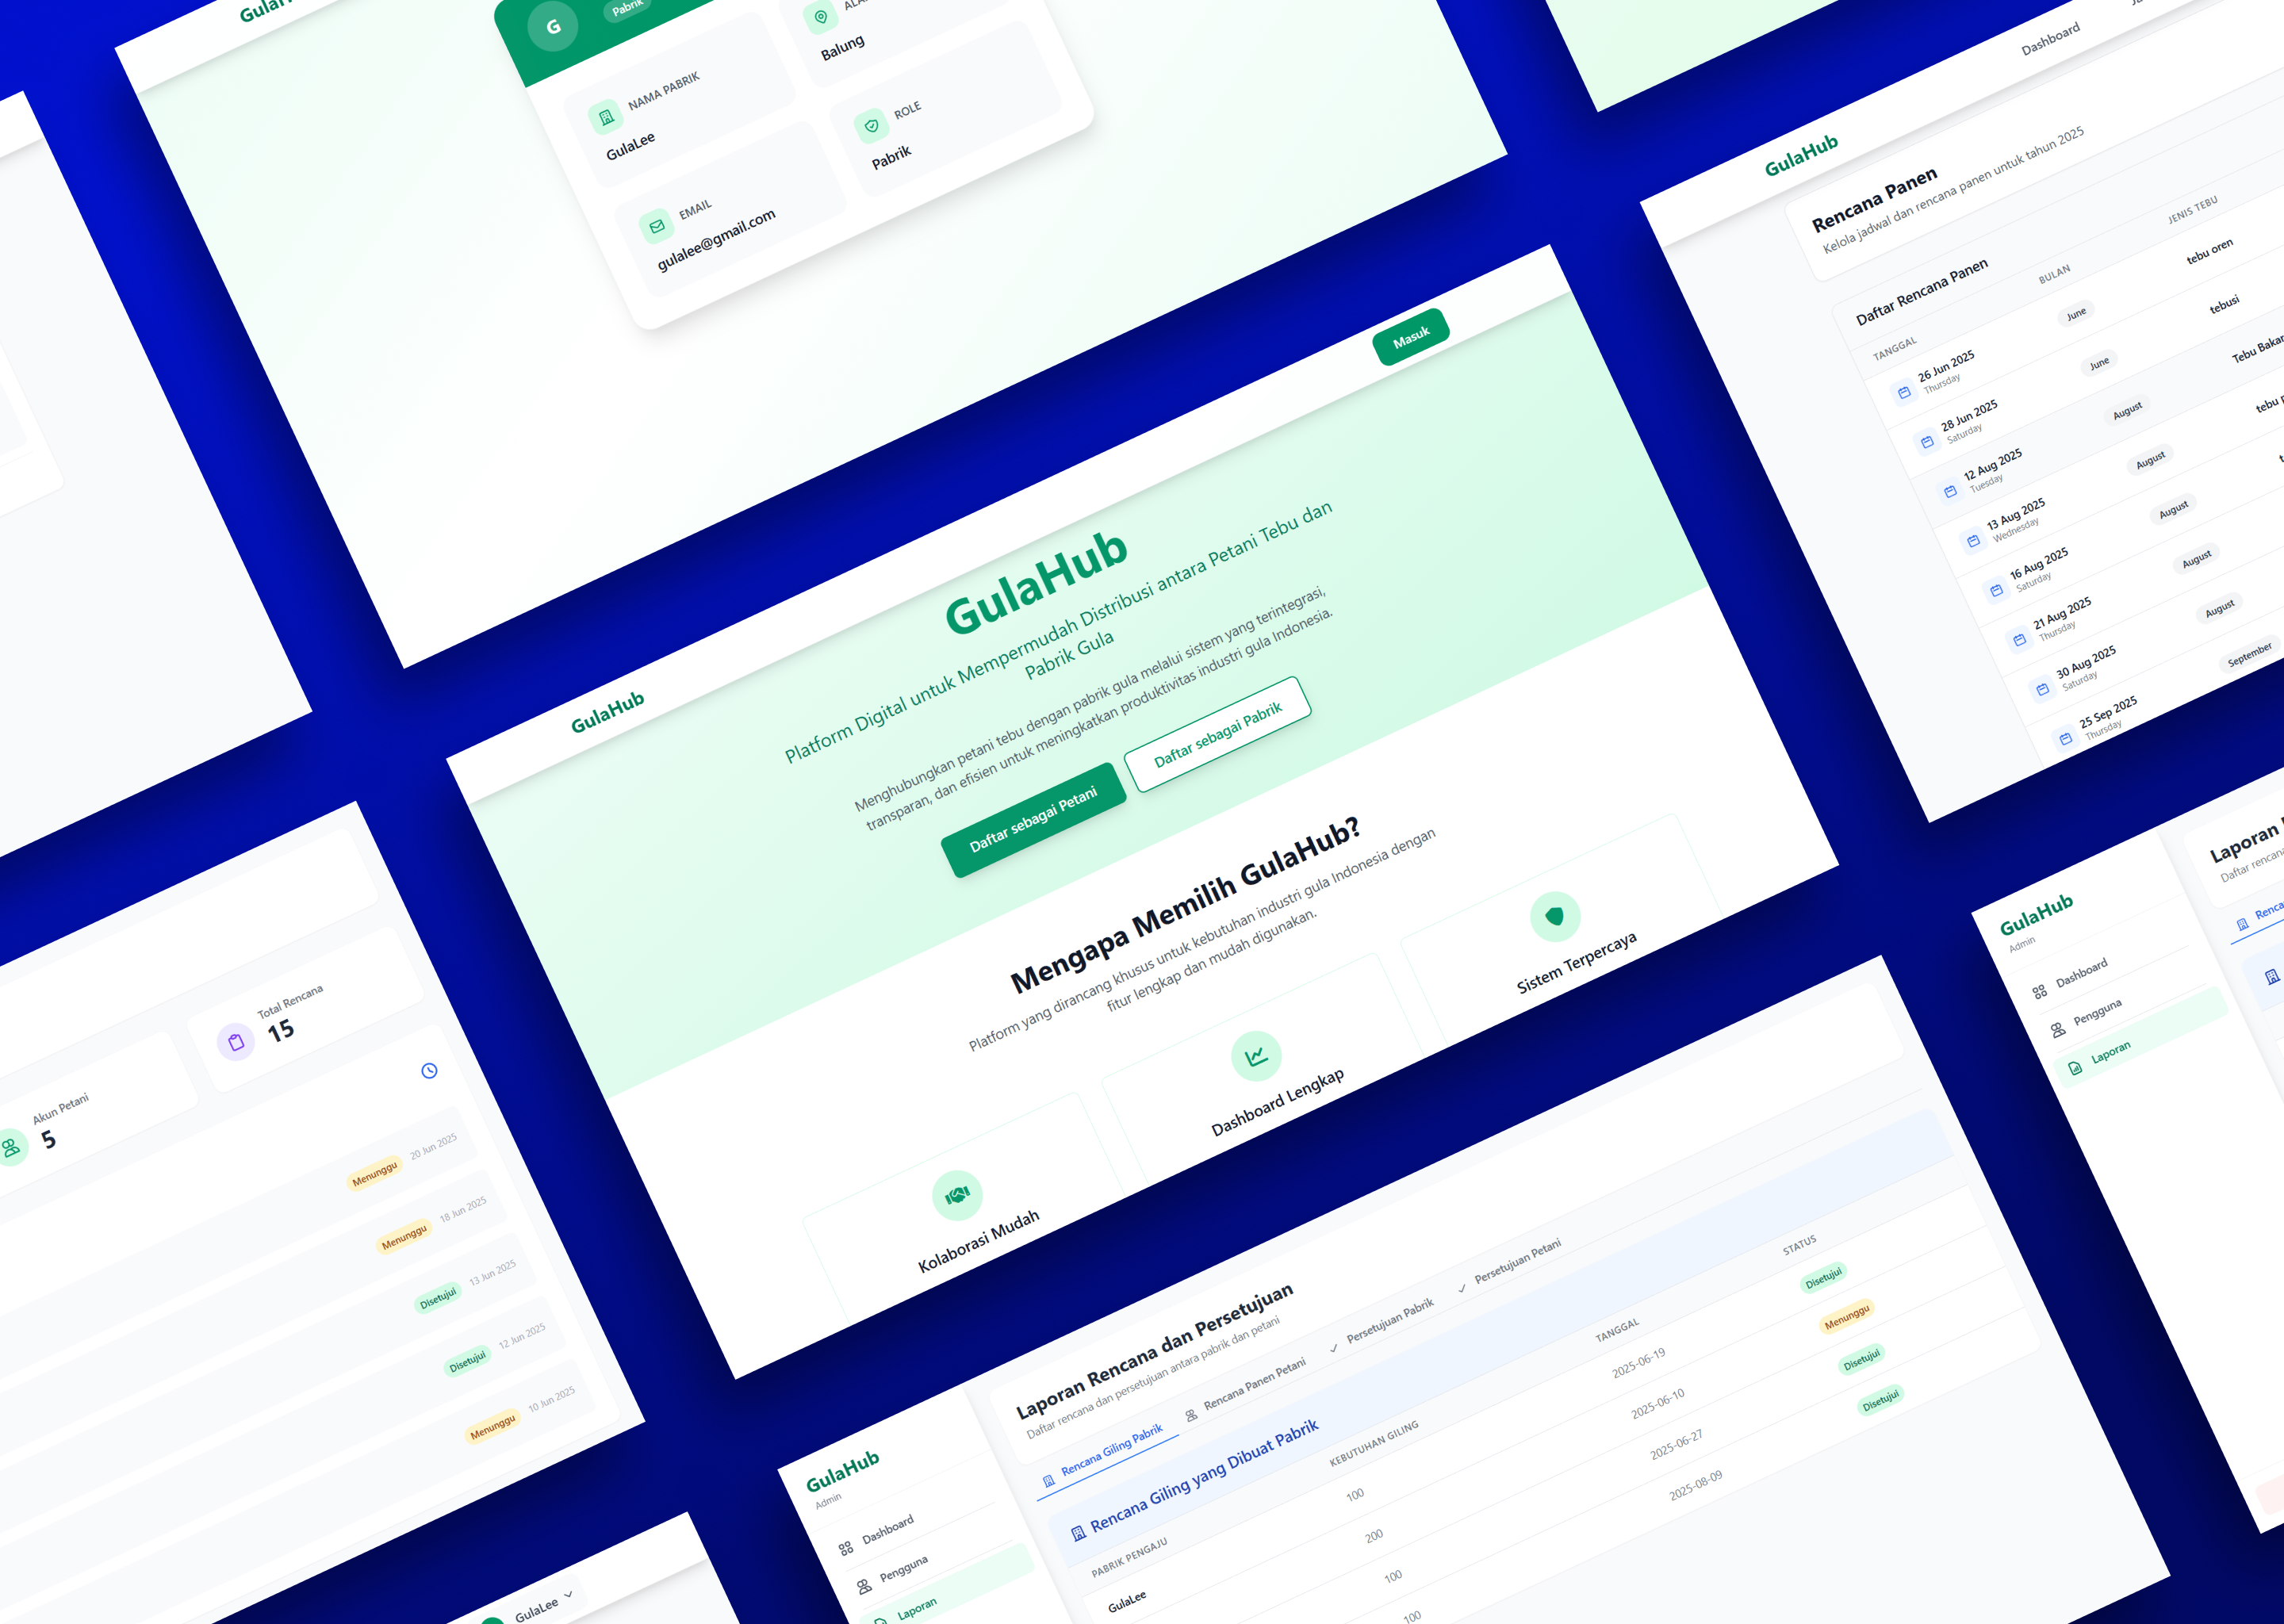 GulaH
G
Pabrik
NAMA PABRIK
GulaLee
Balung
EMAIL
gulalee@gmail.com
ROLE
Pabrik
GulaHub
Masuk
GulaHub
Platform Digital untuk Mempermudah Distribusi antara Petani Tebu dan
Pabrik Gula
Menghubungkan petani tebu dengan pabrik gula melalui sistem yang terintegrasi,
transparan, dan efisien untuk meningkatkan produktivitas industri gula Indonesia.
Daftar sebagai Petani
Daftar sebagai Pabrik
Mengapa Memilih GulaHub?
Platform yang dirancang khusus untuk kebutuhan industri gula Indonesia dengan
fitur lengkap dan mudah digunakan.
Kolaborasi Mudah
Dashboard Lengkap
Sistem Terpercaya
GulaHub
Dashboard
Rencana Panen
Kelola jadwal dan rencana panen untuk tahun 2025
Daftar Rencana Panen
TANGGAL BULAN JENIS TEBU
26 Jun 2025 June tebu oren
Thursday
28 Jun 2025 June tebusi
Saturday
12 Aug 2025 August Tebu Bakar
Tuesday
13 Aug 2025 August tebu
Wednesday
16 Aug 2025 August
Saturday
21 Aug 2025 August
Thursday
30 Aug 2025 August
Saturday
25 Sep 2025 September
Thursday
Akun Petani
5
Total Rencana
15
Menunggu 20 Jun 2025
Menunggu 18 Jun 2025
Disetujui 13 Jun 2025
Disetujui 12 Jun 2025
Menunggu 10 Jun 2025
GulaLee
GulaHub
Admin
Dashboard
Pengguna
Laporan
Laporan Rencana dan Persetujuan
Daftar rencana dan persetujuan antara pabrik dan petani
Rencana Giling Pabrik
Rencana Panen Petani
Persetujuan Pabrik
Persetujuan Petani
Rencana Giling yang Dibuat Pabrik
PABRIK PENGAJU KEBUTUHAN GILING TANGGAL STATUS
GulaLee 100 2025-06-19 Disetujui
200 2025-06-10 Menunggu
100 2025-06-27 Disetujui
100 2025-08-09 Disetujui
GulaHub
Admin
Dashboard
Pengguna
Laporan
Laporan
Daftar rencana
Renca